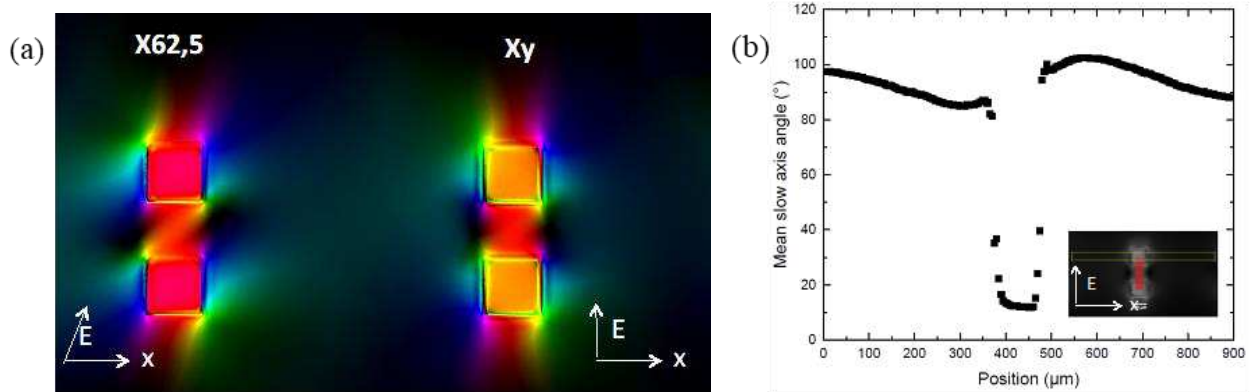 (a)
X62,5
Xy
E
x
E
x
(b)
Mean slow axis angle (°)
120
100
80
60
40
20
0
E
X=
0 100 200 300 400 500 600 700 800 900
Position (µm)